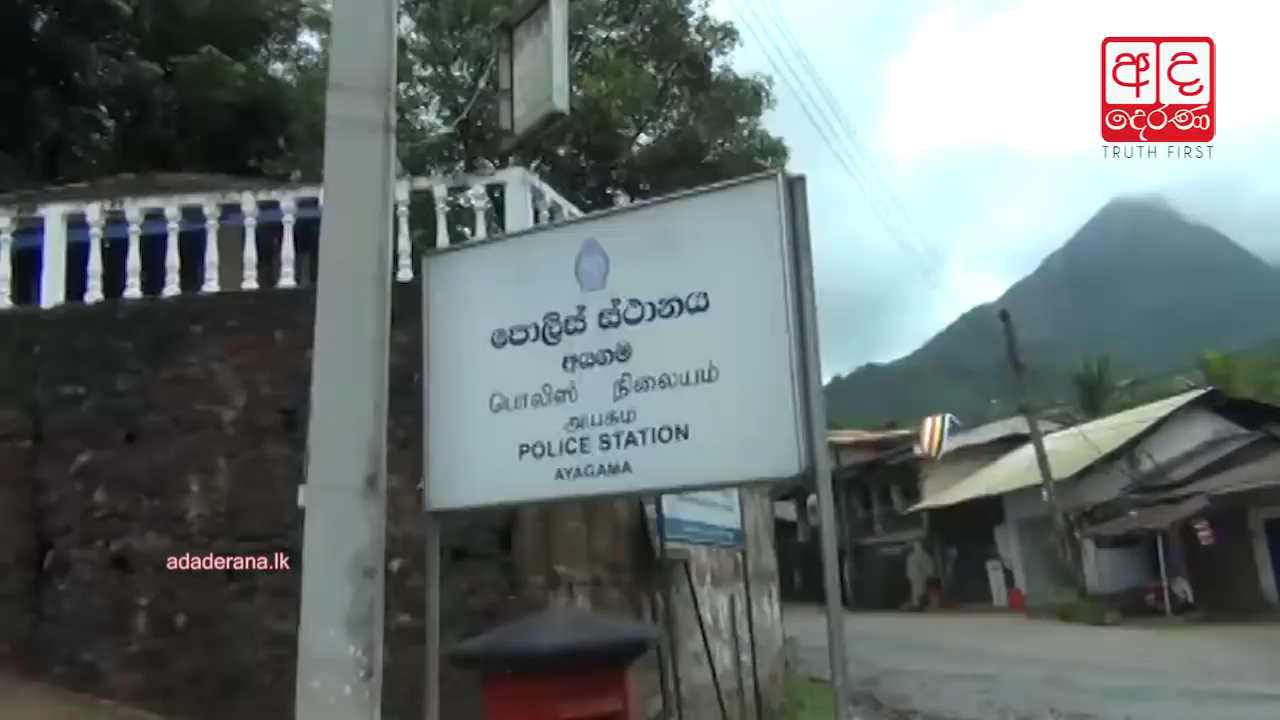 අද
දෙරණ
TRUTH FIRST
පොලිස් ස්ථානය
අයගම
பொலிஸ் நிலையம்
அயகம
POLICE STATION
AYAGAMA
adaderana.lk